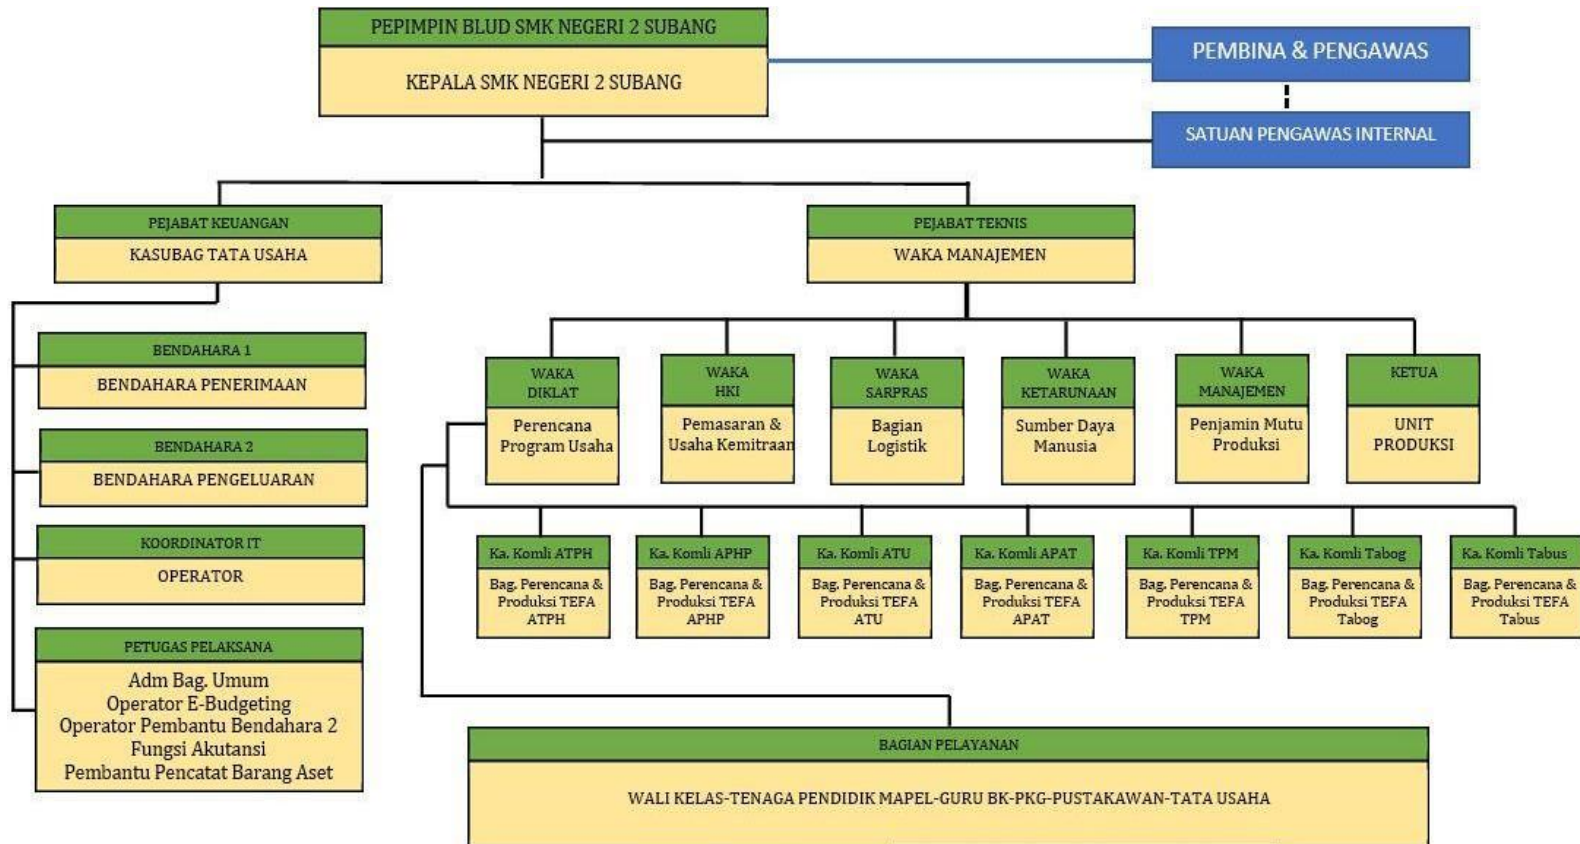 PEPIMPIN BLUD SMK NEGERI 2 SUBANG
KEPALA SMK NEGERI 2 SUBANG
PEMBINA & PENGAWAS
SATUAN PENGAWAS INTERNAL
PEJABAT KEUANGAN
KASUBAG TATA USAHA
PEJABAT TEKNIS
WAKA MANAJEMEN
BENDAHARA 1
BENDAHARA PENERIMAAN
BENDAHARA 2
BENDAHARA PENGELUARAN
KOORDINATOR IT
OPERATOR
PETUGAS PELAKSANA
Adm Bag. Umum
Operator E-Budgeting
Operator Pembantu Bendahara 2
Fungsi Akutansi
Pembantu Pencatat Barang Aset
WAKA
DIKLAT
Perencana
Program Usaha
WAKA
HKI
Pemasaran &
Usaha Kemitraan
WAKA
SARPRAS
Bagian
Logistik
WAKA
KETARUNAAN
Sumber Daya
Manusia
WAKA
MANAJEMEN
Penjamin Mutu
Produksi
KETUA
UNIT
PRODUKSI
Ka. Komli ATPH
Bag. Perencana &
Produksi TEFA
ATPH
Ka. Komli APHP
Bag. Perencana &
Produksi TEFA
APHP
Ka. Komli ATU
Bag. Perencana &
Produksi TEFA
ATU
Ka. Komli APAT
Bag. Perencana &
Produksi TEFA
APAT
Ka. Komli TPM
Bag. Perencana &
Produksi TEFA
TPM
Ka. Komli Tabog
Bag. Perencana &
Produksi TEFA
Tabog
Ka. Komli Tabus
Bag. Perencana &
Produksi TEFA
Tabus
BAGIAN PELAYANAN
WALI KELAS-TENAGA PENDIDIK MAPEL-GURU BK-PKG-PUSTAKAWAN-TATA USAHA